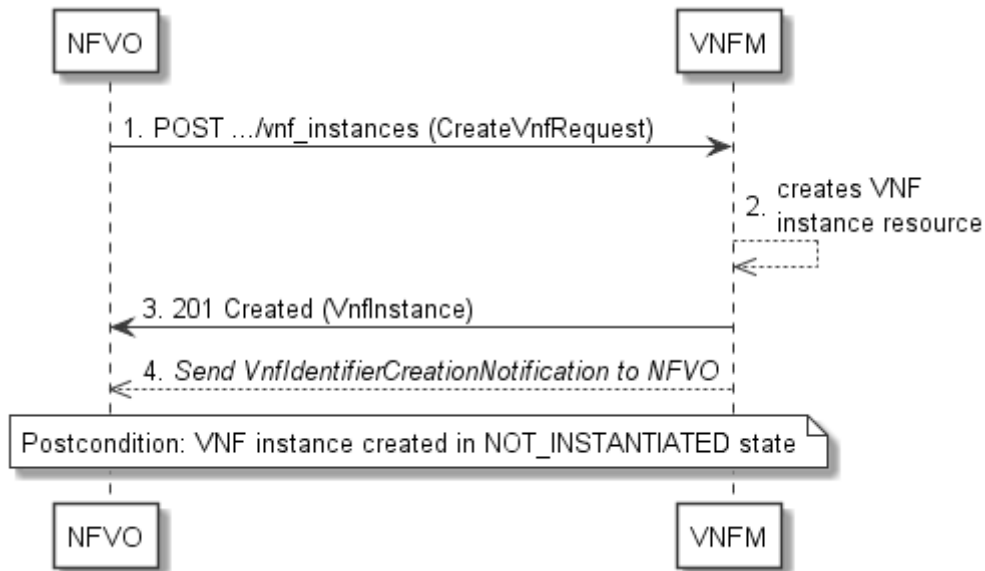 NFVO
VNFM
1. POST .../vnf_instances (CreateVnfRequest)
2. creates VNF
instance resource
3. 201 Created (VnfInstance)
4. Send VnfIdentifierCreationNotification to NFVO
Postcondition: VNF instance created in NOT_INSTANTIATED state
NFVO
VNFM